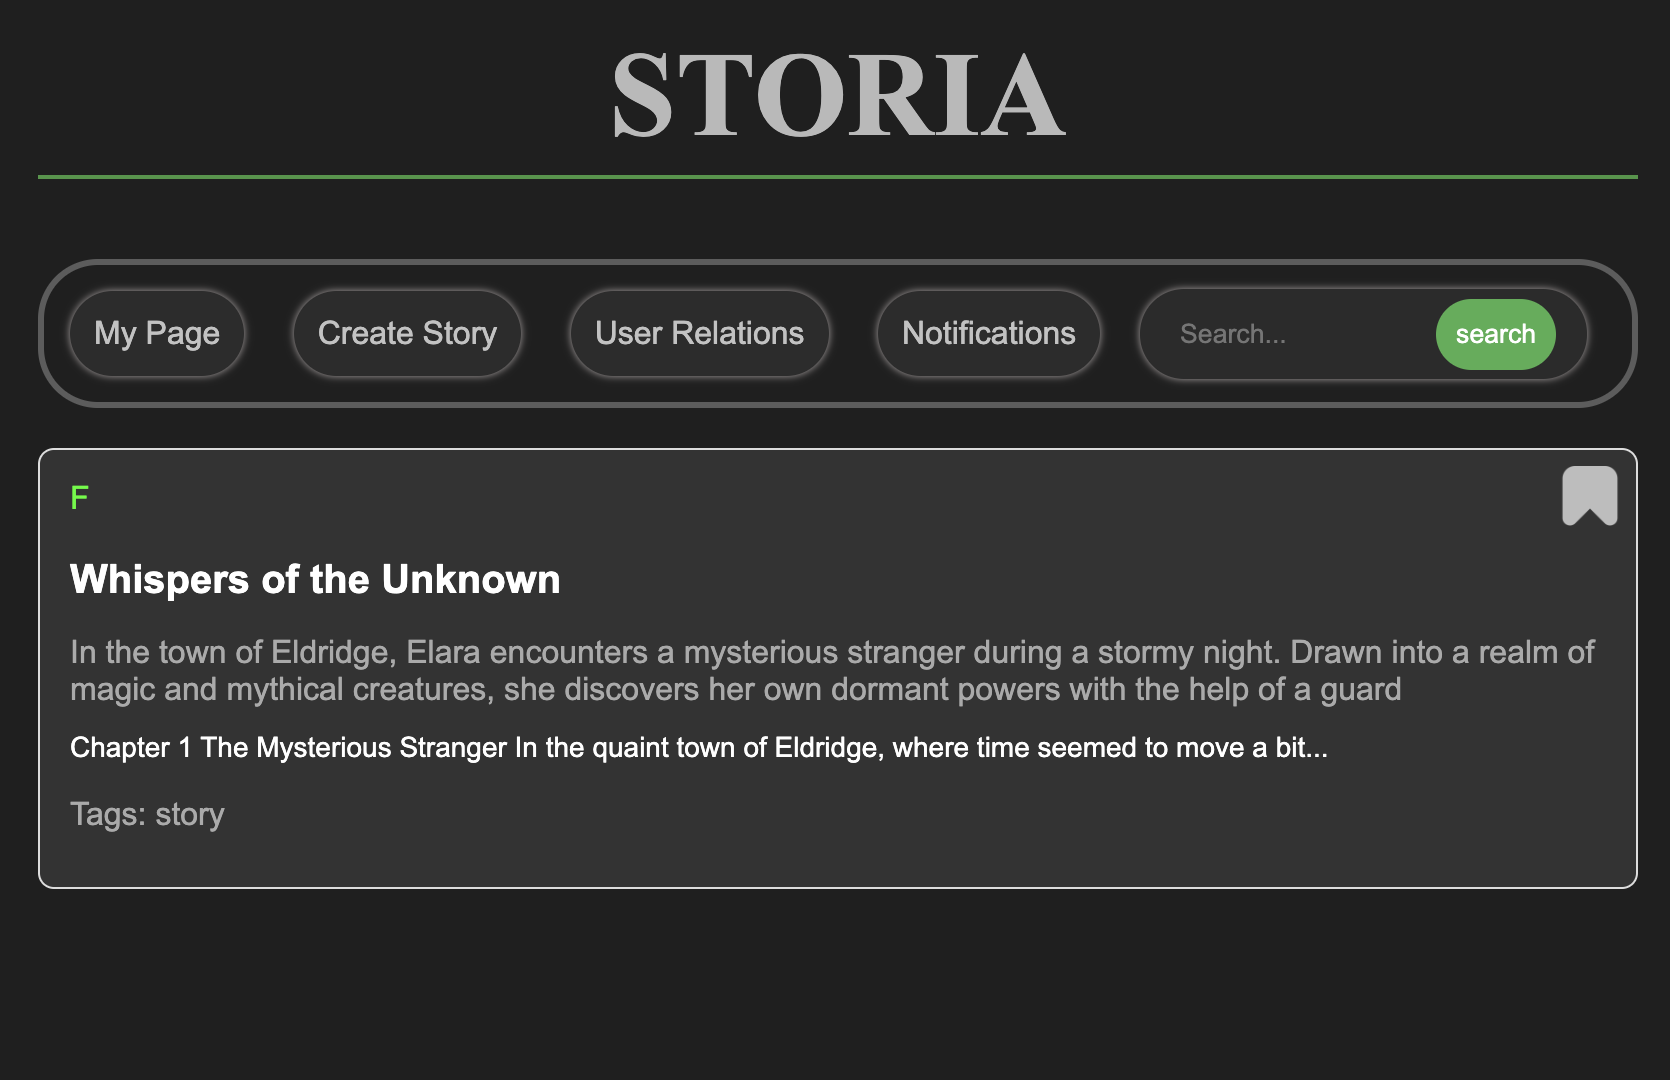 STORIA
My Page Create Story User Relations Notifications Search... search
F
Whispers of the Unknown
In the town of Eldridge, Elara encounters a mysterious stranger during a stormy night. Drawn into a realm of
magic and mythical creatures, she discovers her own dormant powers with the help of a guard
Chapter 1 The Mysterious Stranger In the quaint town of Eldridge, where time seemed to move a bit...
Tags: story